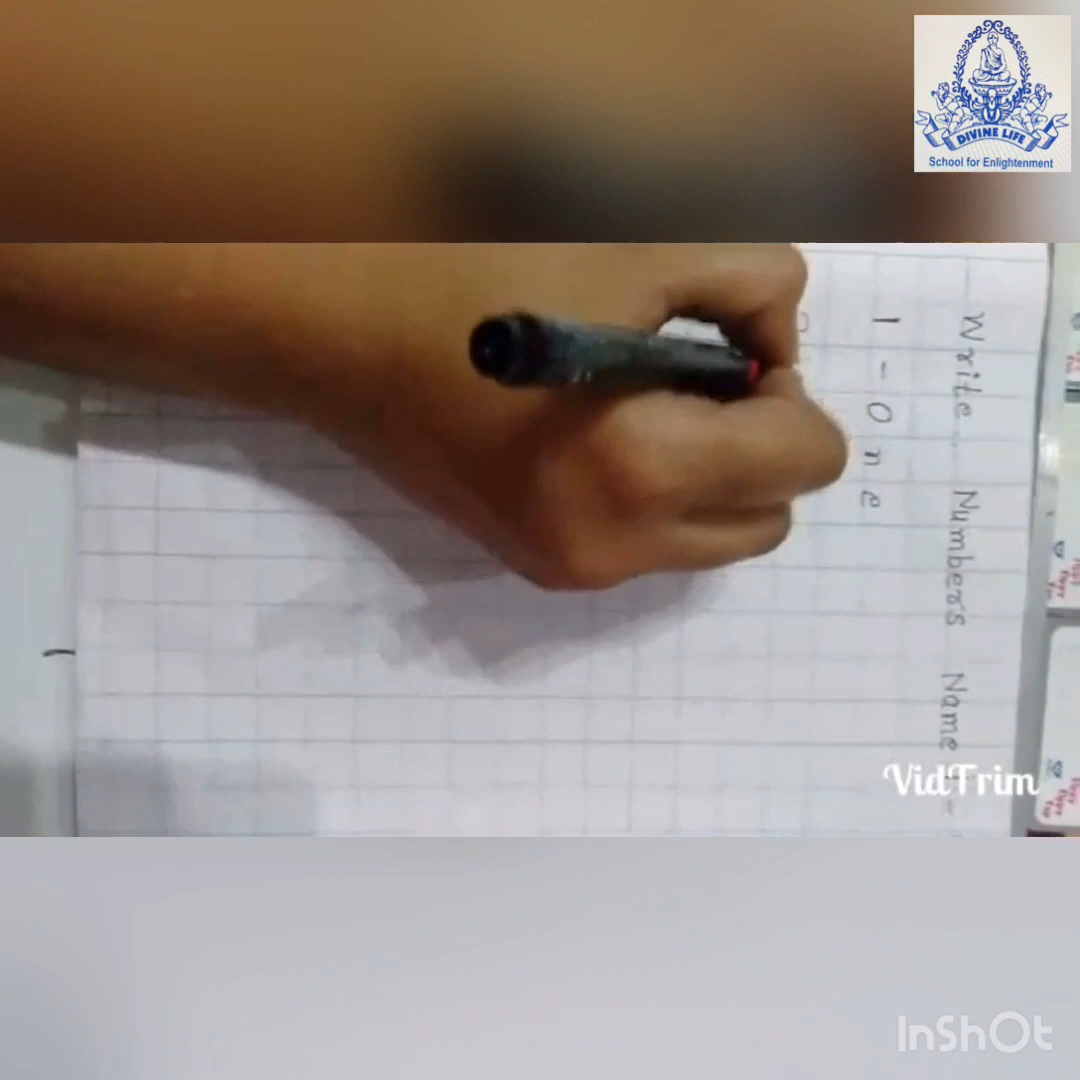 DIVINE LIFE
School for Enlightenment
Write Numbers Name -
1 - One
VidTrim
InShOt